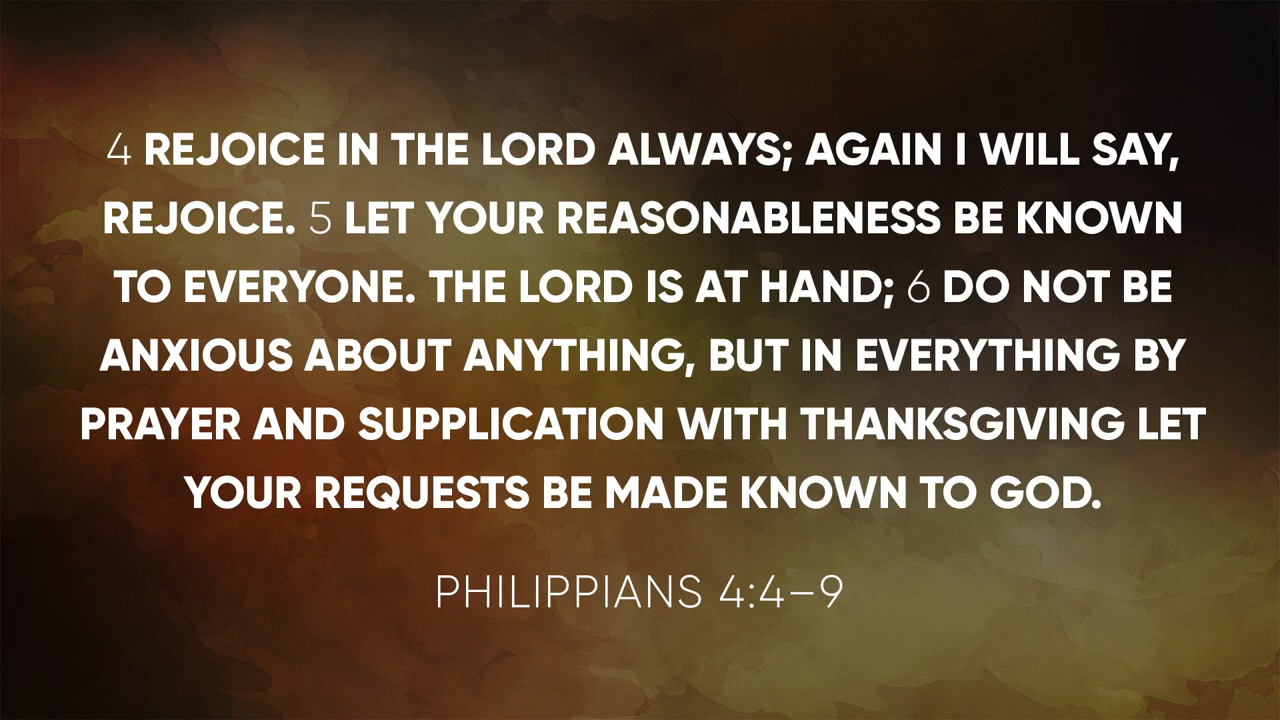 4 REJOICE IN THE LORD ALWAYS; AGAIN I WILL SAY,
REJOICE. 5 LET YOUR REASONABLENESS BE KNOWN
TO EVERYONE. THE LORD IS AT HAND; 6 DO NOT BE
ANXIOUS ABOUT ANYTHING, BUT IN EVERYTHING BY
PRAYER AND SUPPLICATION WITH THANKSGIVING LET
YOUR REQUESTS BE MADE KNOWN TO GOD.
PHILIPPIANS 4:4–9